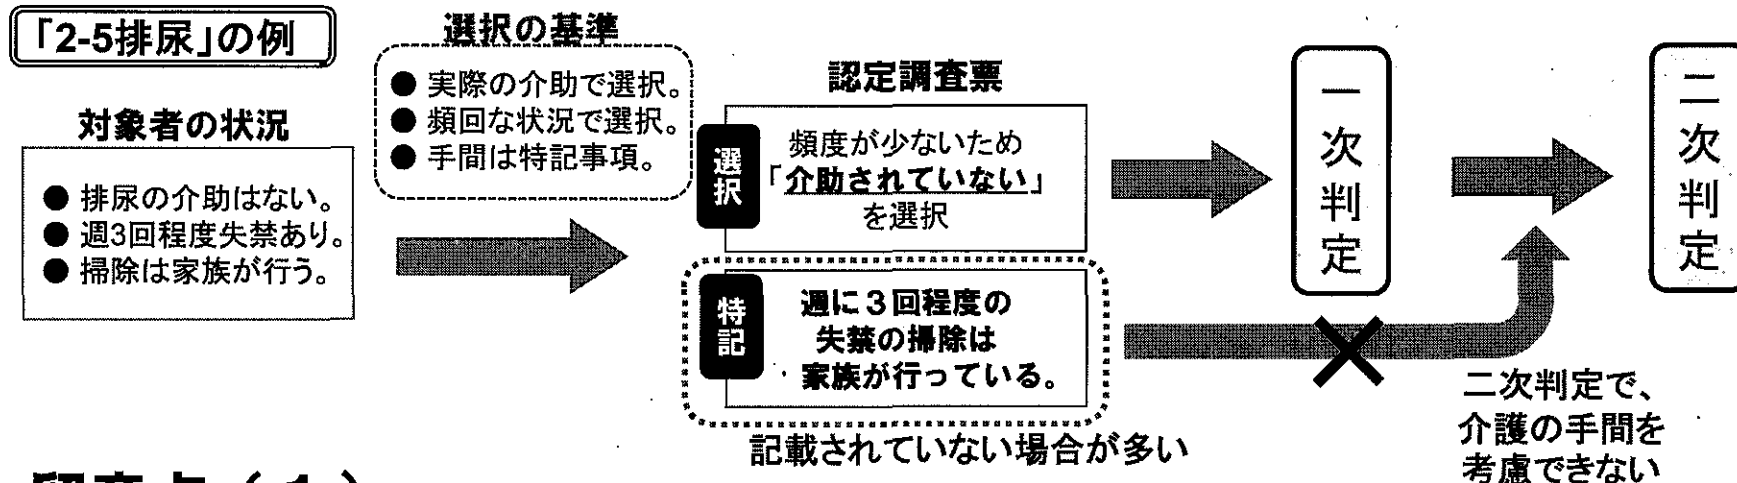 「2-5排尿」の例
対象者の状況
● 排尿の介助はない。
● 週3回程度失禁あり。
● 掃除は家族が行う。
選択の基準
● 実際の介助で選択。
● 頻回な状況で選択。
● 手間は特記事項。
認定調査票
選択
頻度が少ないため
「介助されていない」
を選択
特記
週に3回程度の
失禁の掃除は
家族が行っている。
記載されていない場合が多い
一次判定
二次判定
二次判定で、
介護の手間を
考慮できない